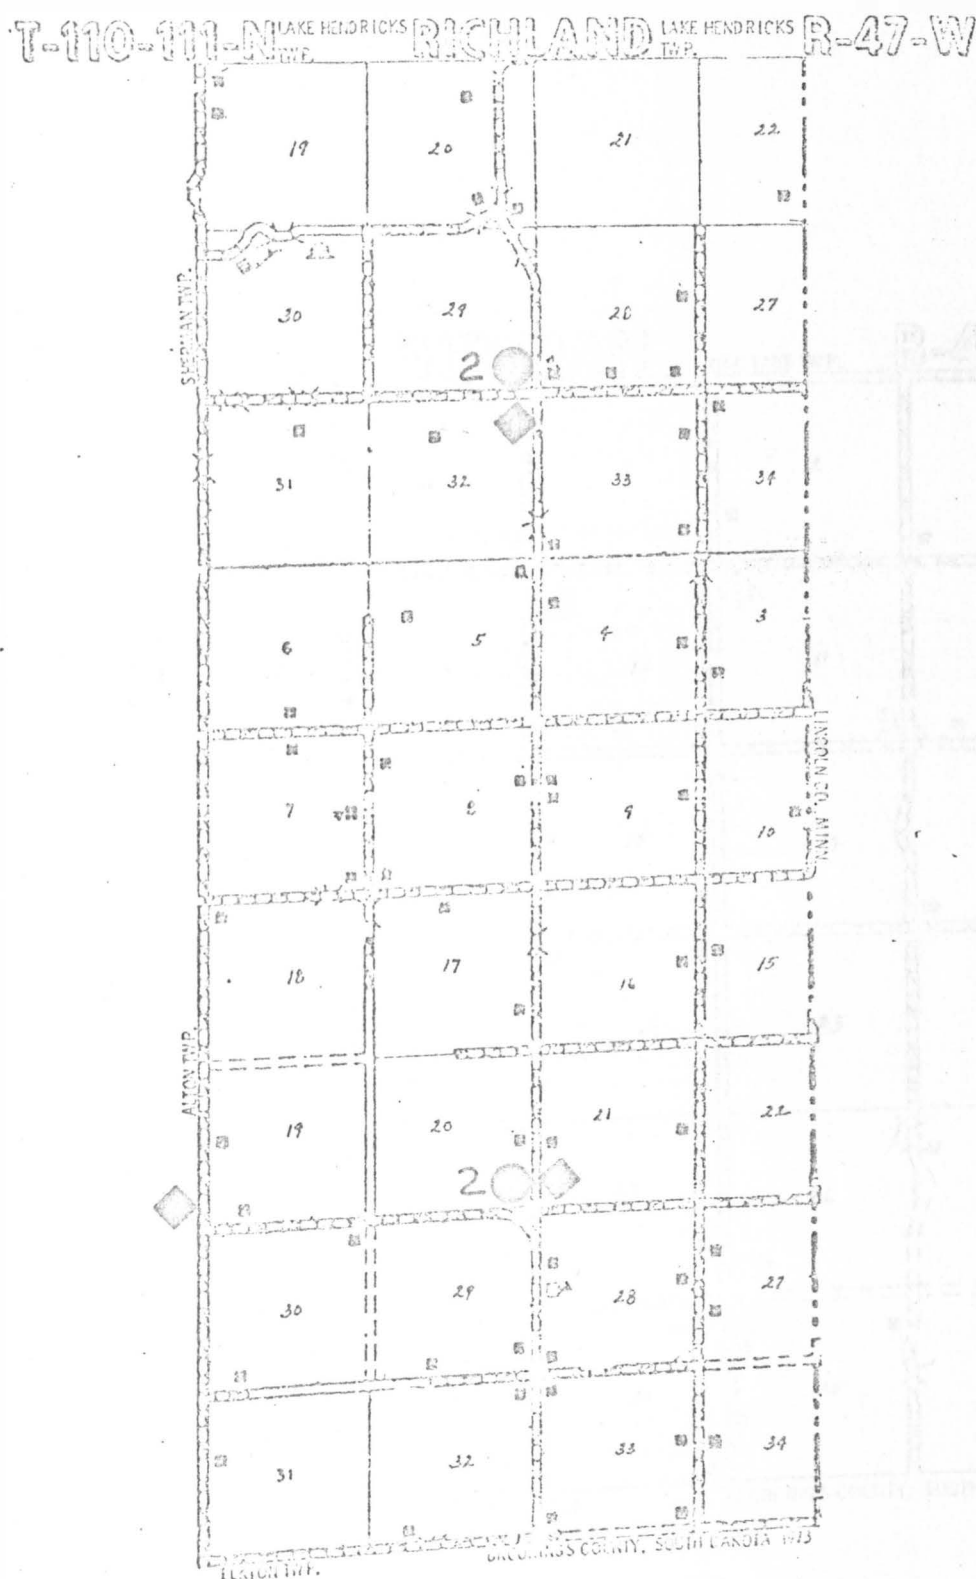 T-110-111-N LAKE HENDRICKS TWP. RICHLAND LAKE HENDRICKS TWP. R-47-W
19 20 21 22
SHERMAN TWP.
30 29 28 27
2
31 32 33 34
6 5 4 3
LINCOLN CO., MINN.
7 8 9 10
18 17 16 15
ALTON TWP.
19 20 21 22
2
30 29 28 27
31 32 33 34
ELKTON TWP.
BROOKINGS COUNTY, SOUTH DAKOTA 1973